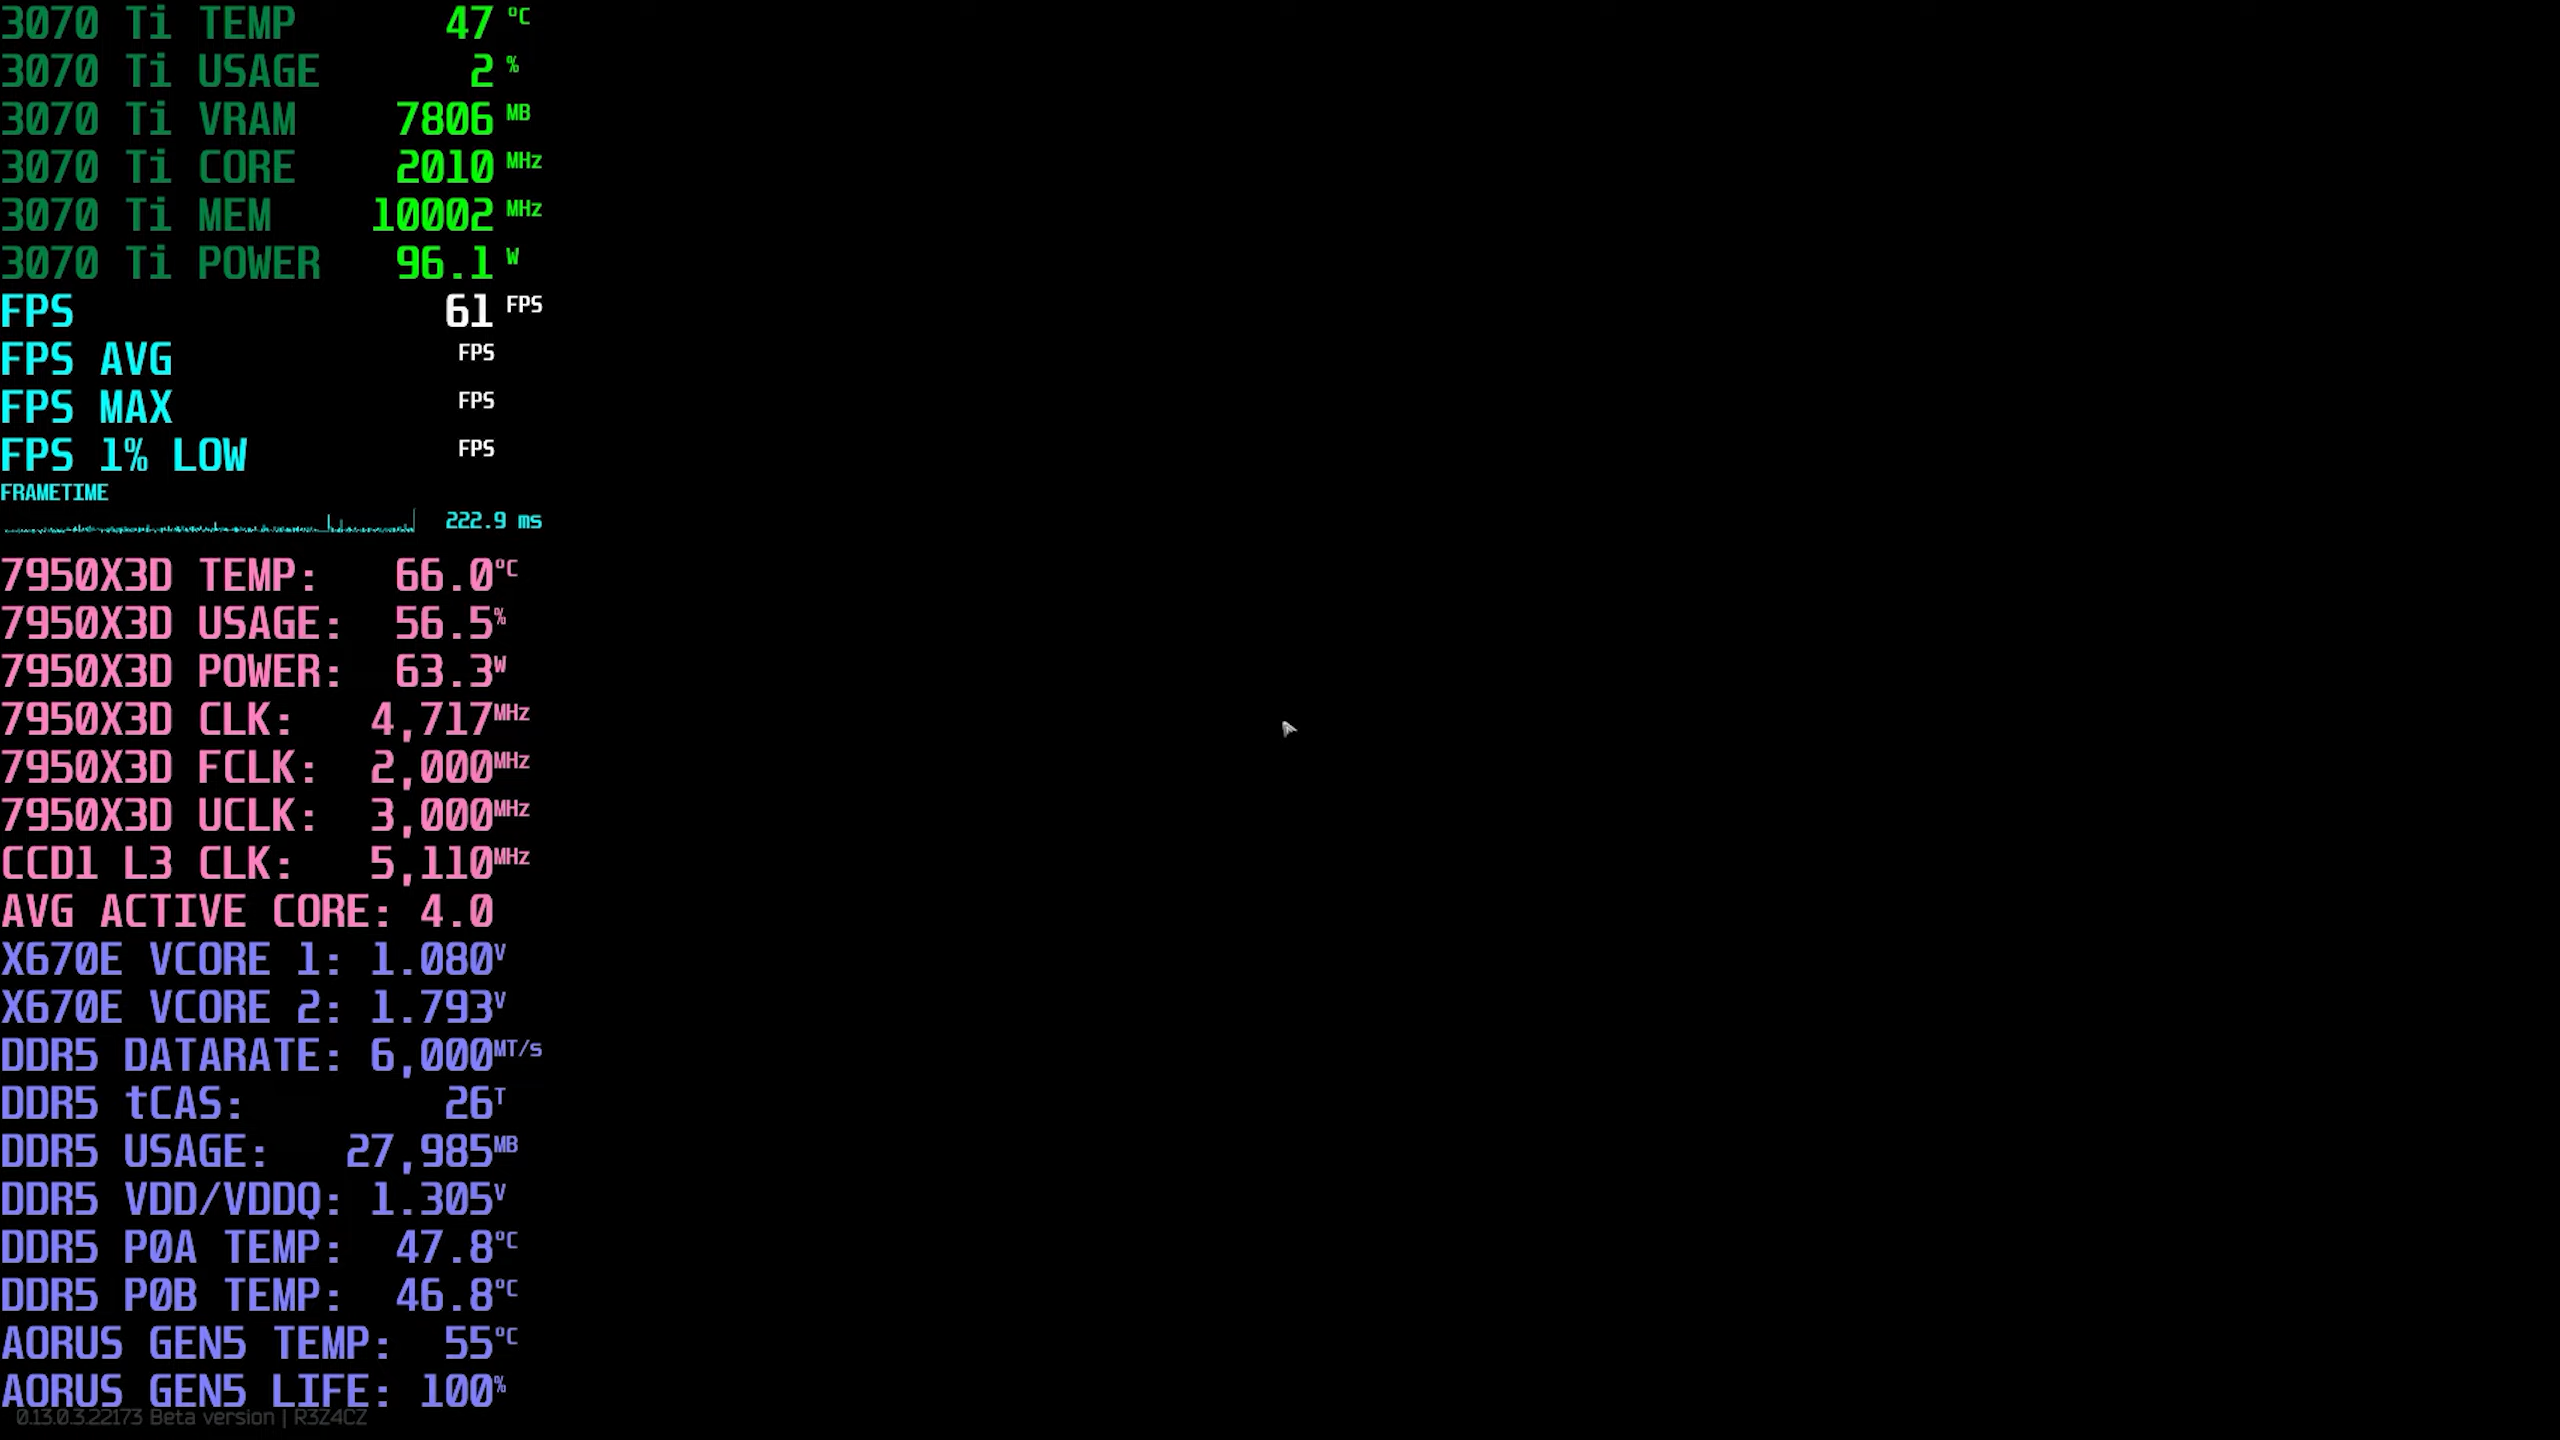 3070 Ti TEMP 47 °C
3070 Ti USAGE 2 %
3070 Ti VRAM 7806 MB
3070 Ti CORE 2010 MHz
3070 Ti MEM 10002 MHz
3070 Ti POWER 96.1 W
FPS 61 FPS
FPS AVG FPS
FPS MAX FPS
FPS 1% LOW FPS
FRAMETIME
222.9 ms
7950X3D TEMP: 66.0°C
7950X3D USAGE: 56.5%
7950X3D POWER: 63.3W
7950X3D CLK: 4,717MHz
7950X3D FCLK: 2,000MHz
7950X3D UCLK: 3,000MHz
CCD1 L3 CLK: 5,110MHz
AVG ACTIVE CORE: 4.0
X670E VCORE 1: 1.080V
X670E VCORE 2: 1.793V
DDR5 DATARATE: 6,000MT/s
DDR5 tCAS: 26T
DDR5 USAGE: 27,985MB
DDR5 VDD/VDDQ: 1.305V
DDR5 P0A TEMP: 47.8°C
DDR5 P0B TEMP: 46.8°C
AORUS GEN5 TEMP: 55°C
AORUS GEN5 LIFE: 100%
0.13.0.3.22173 Beta version | R3Z4CZ